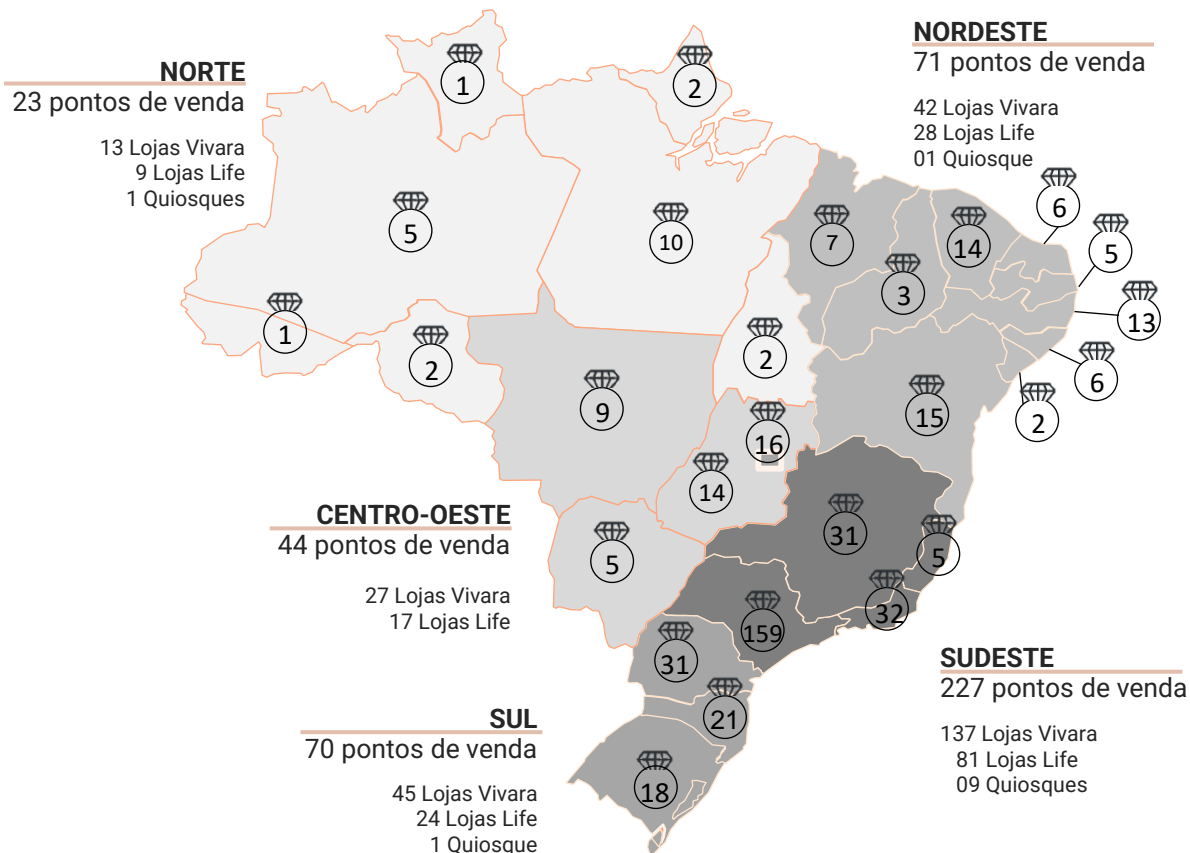 NORTE
23 pontos de venda
13 Lojas Vivara
9 Lojas Life
1 Quiosques
1
2
NORDESTE
71 pontos de venda
42 Lojas Vivara
28 Lojas Life
01 Quiosque
5
10
7
14
6
5
3
13
1
2
2
6
9
15
2
16
14
CENTRO-OESTE
44 pontos de venda
27 Lojas Vivara
17 Lojas Life
5
31
5
32
159
31
21
18
SUDESTE
227 pontos de venda
137 Lojas Vivara
81 Lojas Life
09 Quiosques
SUL
70 pontos de venda
45 Lojas Vivara
24 Lojas Life
1 Quiosque